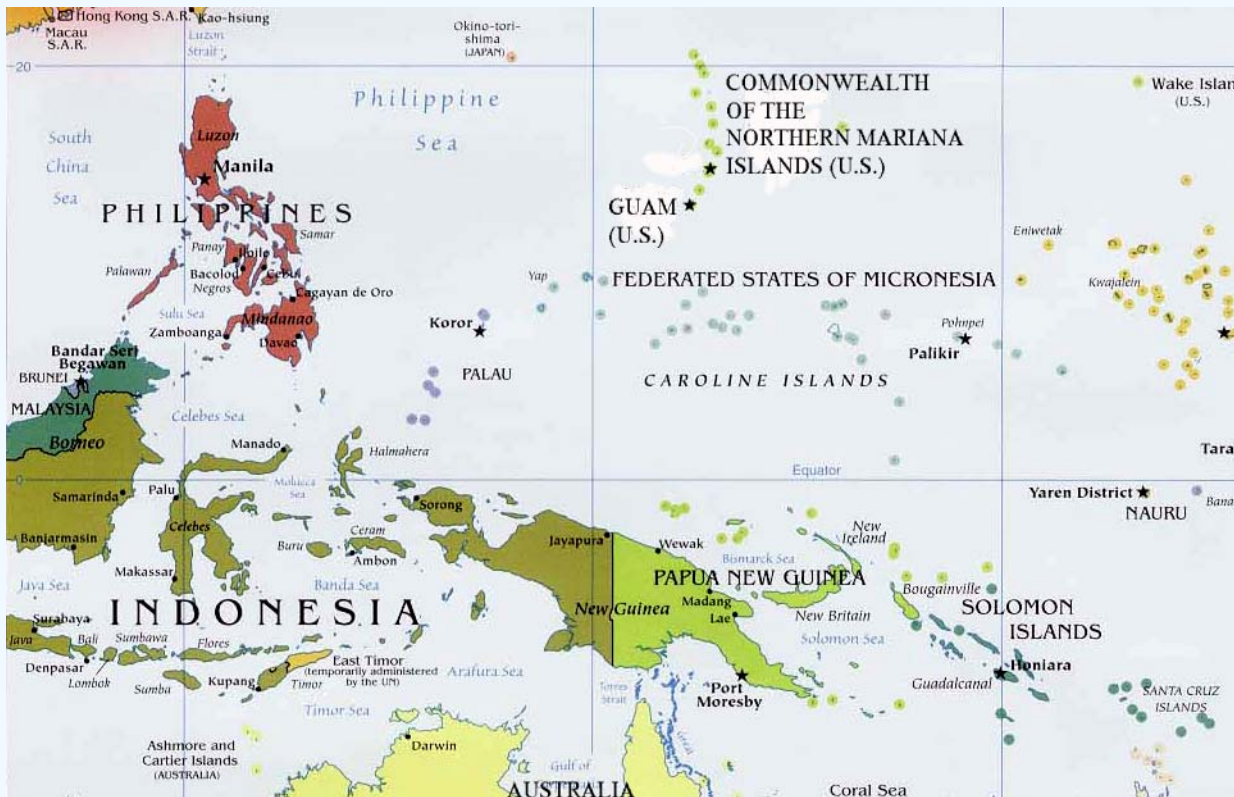 Hong Kong S.A.R.
Macau
S.A.R.
Kao-hsiung
Luzon
Strait
Okino-tori-
shima
(JAPAN)
20
Philippine
Sea
South
China
Sea
Luzon
Manila
PHILIPPINES
COMMONWEALTH
OF THE
NORTHERN MARIANA
ISLANDS (U.S.)
Wake Islan
(U.S.)
GUAM
(U.S.)
Samar
Panay
Iloilo
Bacolod
Cebu
Negros
Palawan
Cagayan de Oro
Sulu Sea
Mindanao
Zamboanga
Davao
Yap
FEDERATED STATES OF MICRONESIA
Eniwetak
Kwajalein
Koror
PALAU
Pohnpei
Palikir
CAROLINE ISLANDS
Bandar Seri
Begawan
BRUNEI
MALAYSIA
Borneo
Celebes Sea
Manado
Halmahera
Tara
Equator
0
Samarinda
Palu
Molucca
Sea
Sorong
Yaren District
NAURU
Bana
Celebes
Banjarmasin
Buru
Ceram
Ambon
Jayapura
Wewak
Bismarck Sea
New
Ireland
Makassar
Java Sea
Banda Sea
PAPUA NEW GUINEA
Madang
Lae
New Guinea
New Britain
Bougainville
SOLOMON
ISLANDS
Solomon Sea
INDONESIA
Surabaya
Java
Bali
Sumbawa
Flores
Denpasar
Lombok
Sumba
Kupang
Timor
East Timor
(temporarily administered
by the UN)
Arafura Sea
Torres
Strait
Port
Moresby
Honiara
Guadalcanal
SANTA CRUZ
ISLANDS
Timor Sea
Ashmore and
Cartier Islands
(AUSTRALIA)
Darwin
Gulf of
Great
AUSTRALIA
Coral Sea